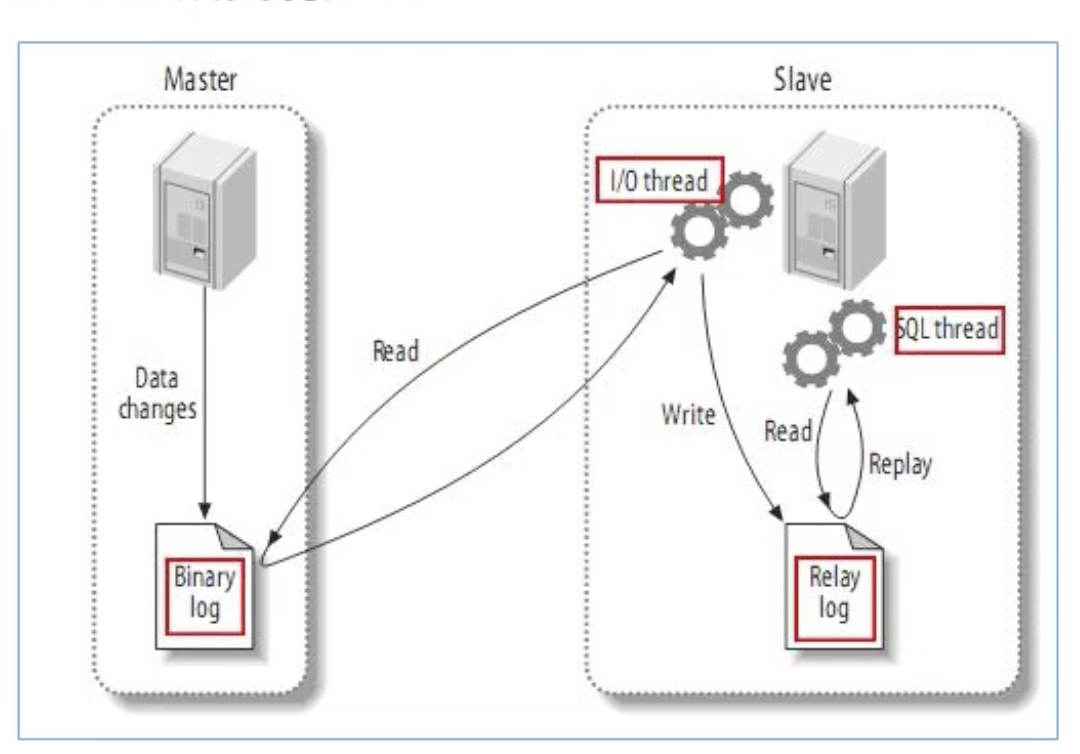 Master
Slave
I/O thread
SQL thread
Read
Data
changes
Write
Read
Replay
Binary
log
Relay
log